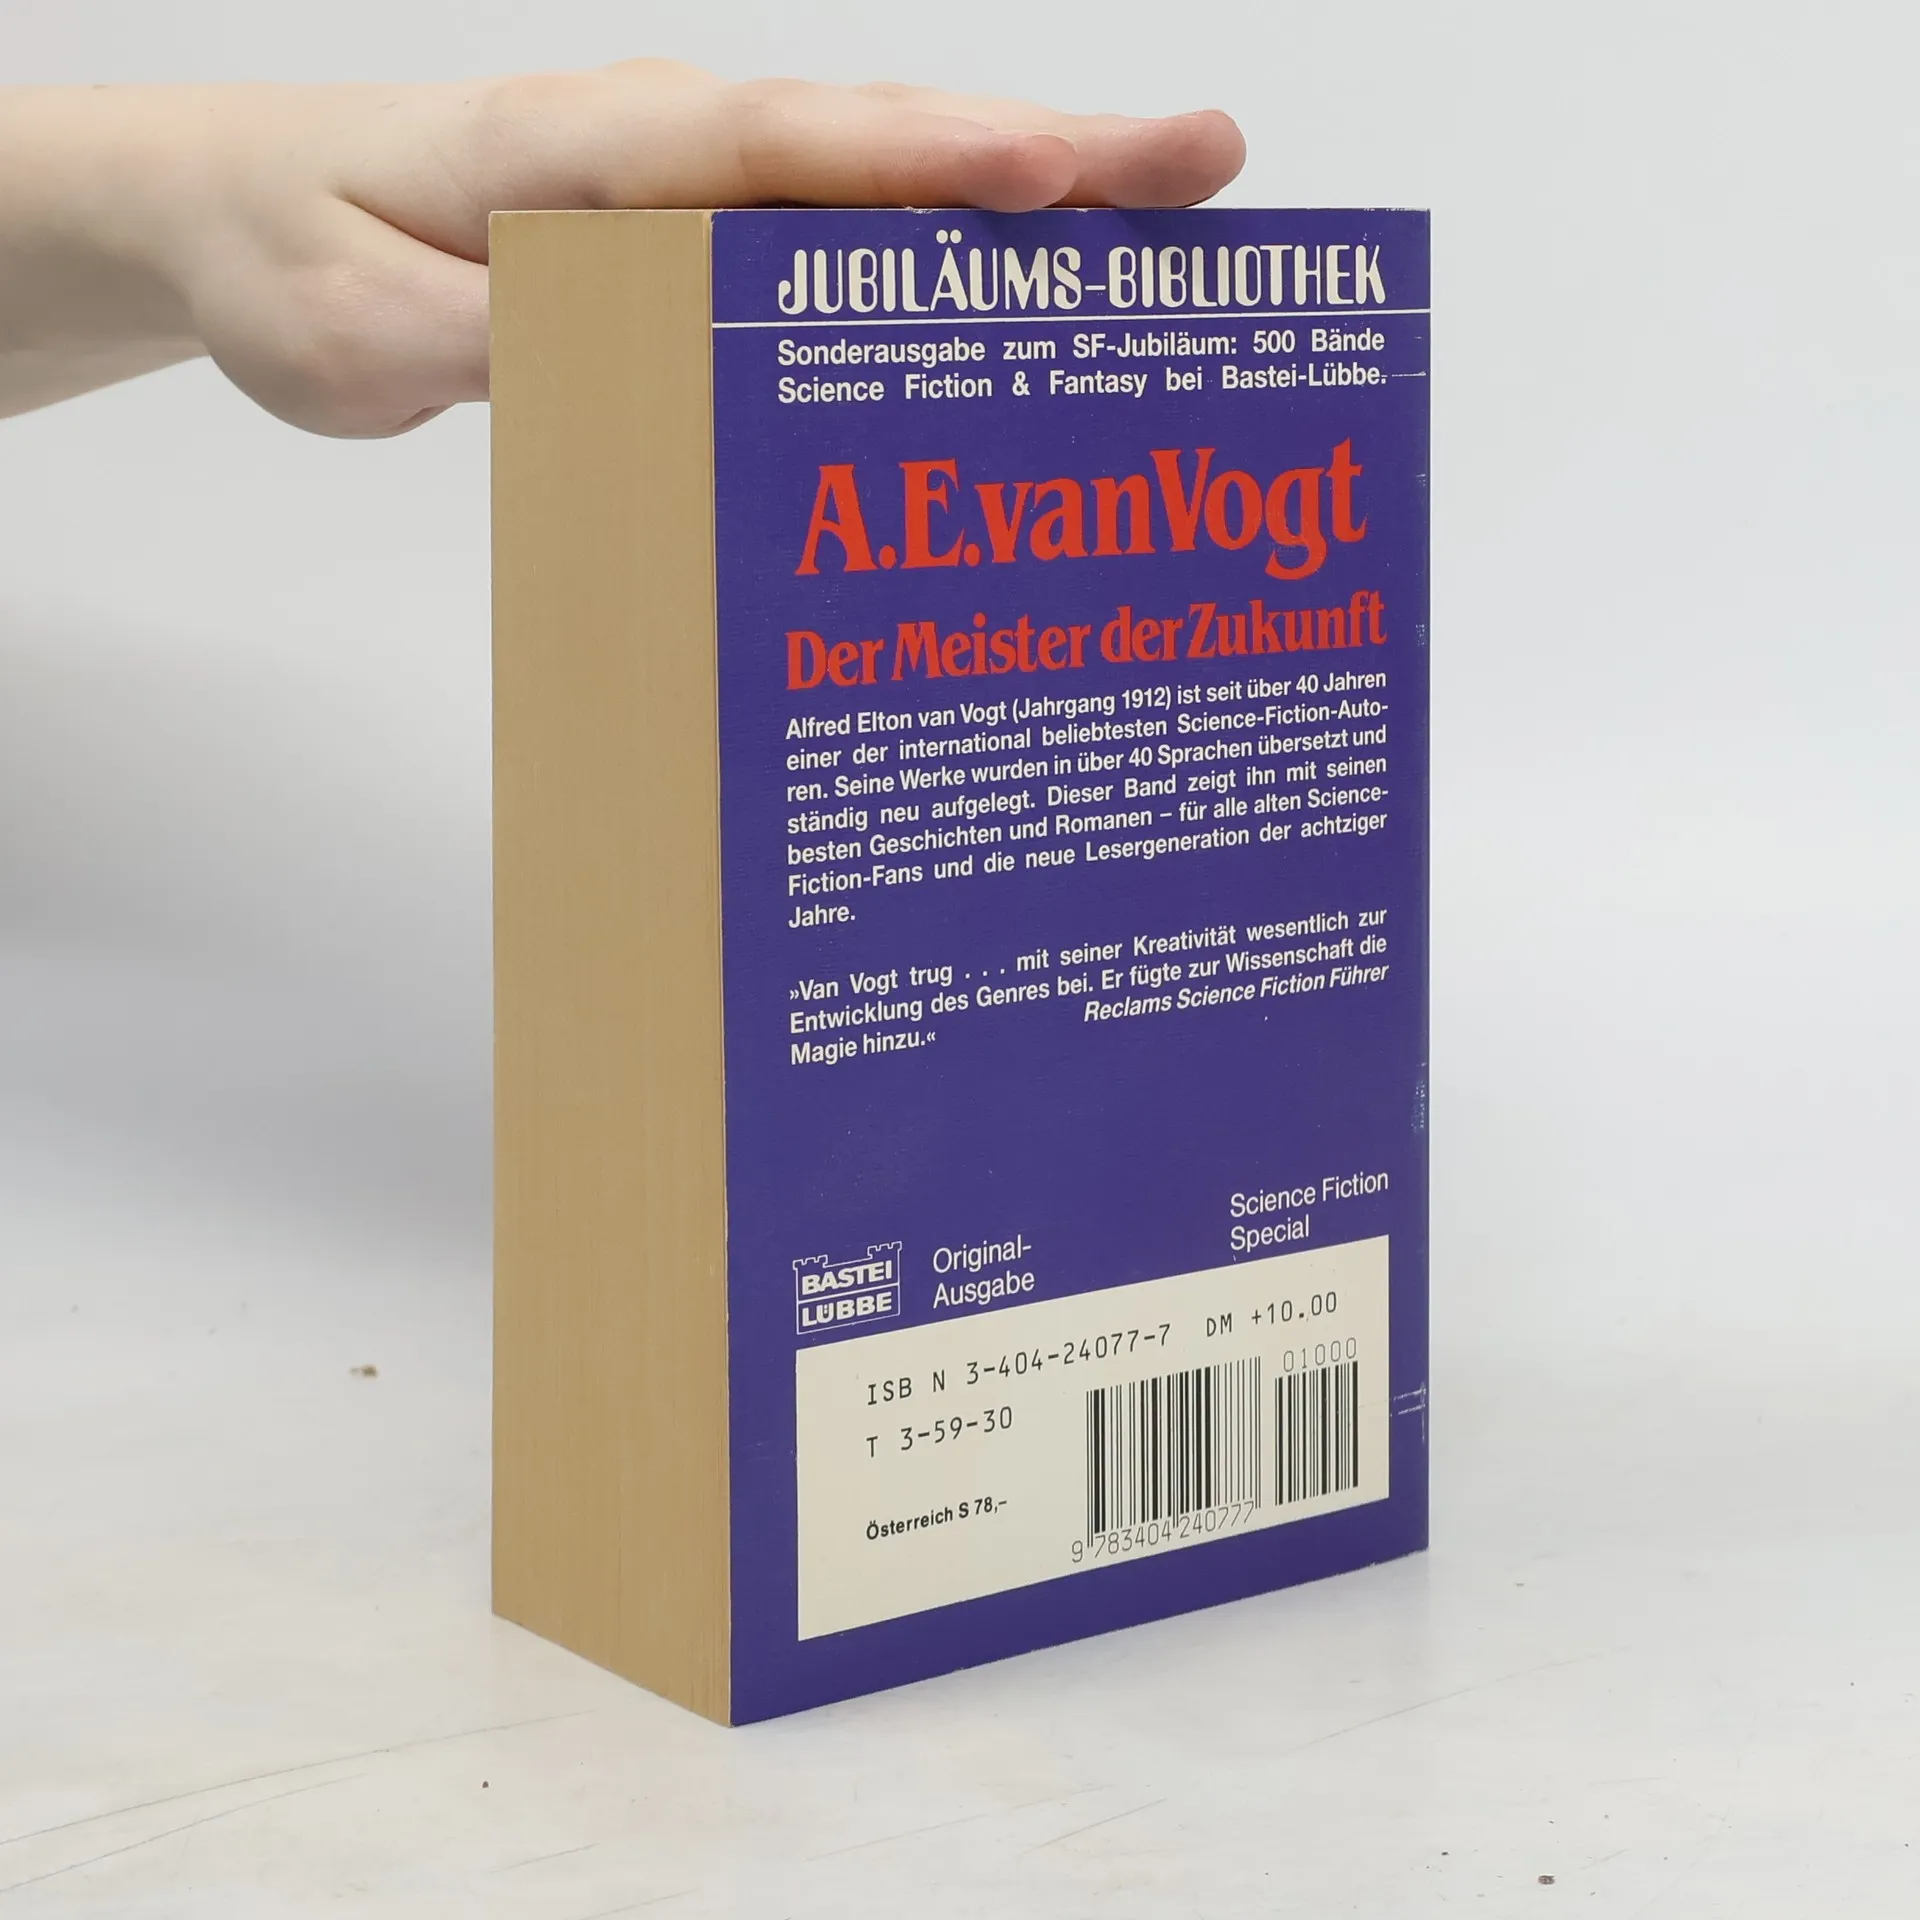 JUBILÄUMS-BIBLIOTHEK
Sonderausgabe zum SF-Jubiläum: 500 Bände
Science Fiction & Fantasy bei Bastei-Lübbe.
A.E.vanVogt
Der Meister der Zukunft
Alfred Elton van Vogt (Jahrgang 1912) ist seit über 40 Jahren
einer der international beliebtesten Science-Fiction-Auto-
ren. Seine Werke wurden in über 40 Sprachen übersetzt und
ständig neu aufgelegt. Dieser Band zeigt ihn mit seinen
besten Geschichten und Romanen – für alle alten Science-
Fiction-Fans und die neue Lesergeneration der achtziger
Jahre.
»Van Vogt trug . . . mit seiner Kreativität wesentlich zur
Entwicklung des Genres bei. Er fügte zur Wissenschaft die
Magie hinzu.« Reclams Science Fiction Führer
Science Fiction
Special
BASTEI
LÜBBE
Original-
Ausgabe
ISB N 3-404-24077-7 DM +10.00
T 3-59-30
01000
Österreich S 78,-
9 783404 240777